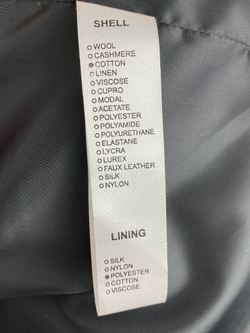 SHELL
WOOL
CASHMERE
COTTON
LINEN
VISCOSE
CUPRO
MODAL
ACETATE
POLYESTER
POLYAMIDE
POLYURETHANE
ELASTANE
LYCRA
LUREX
FAUX LEATHER
SILK
NYLON
LINING
SILK
NYLON
POLYESTER
COTTON
VISCOSE